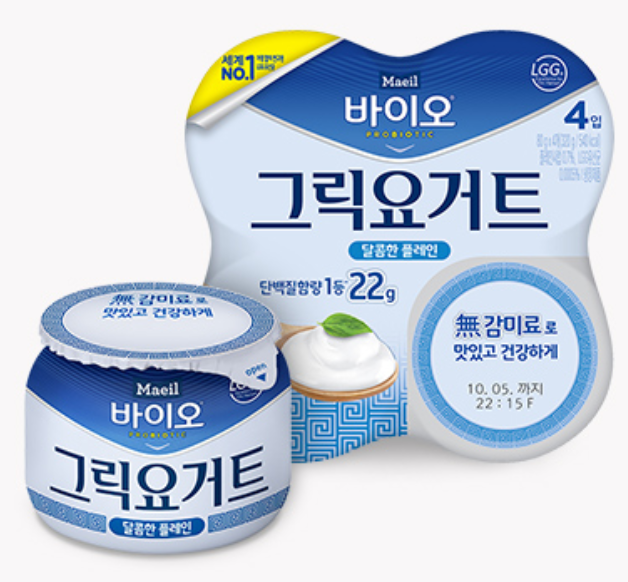 세계
NO.1
Maeil
바이오
PROBIOTIC
LGG
4입
그릭요거트
달콤한 플레인
단백질함량 1등 22g
無감미료로
맛있고 건강하게
10. 05. 까지
22 : 15 F
無감미료로
맛있고 건강하게
open
Maeil
바이오
PROBIOTIC
그릭요거트
달콤한 플레인